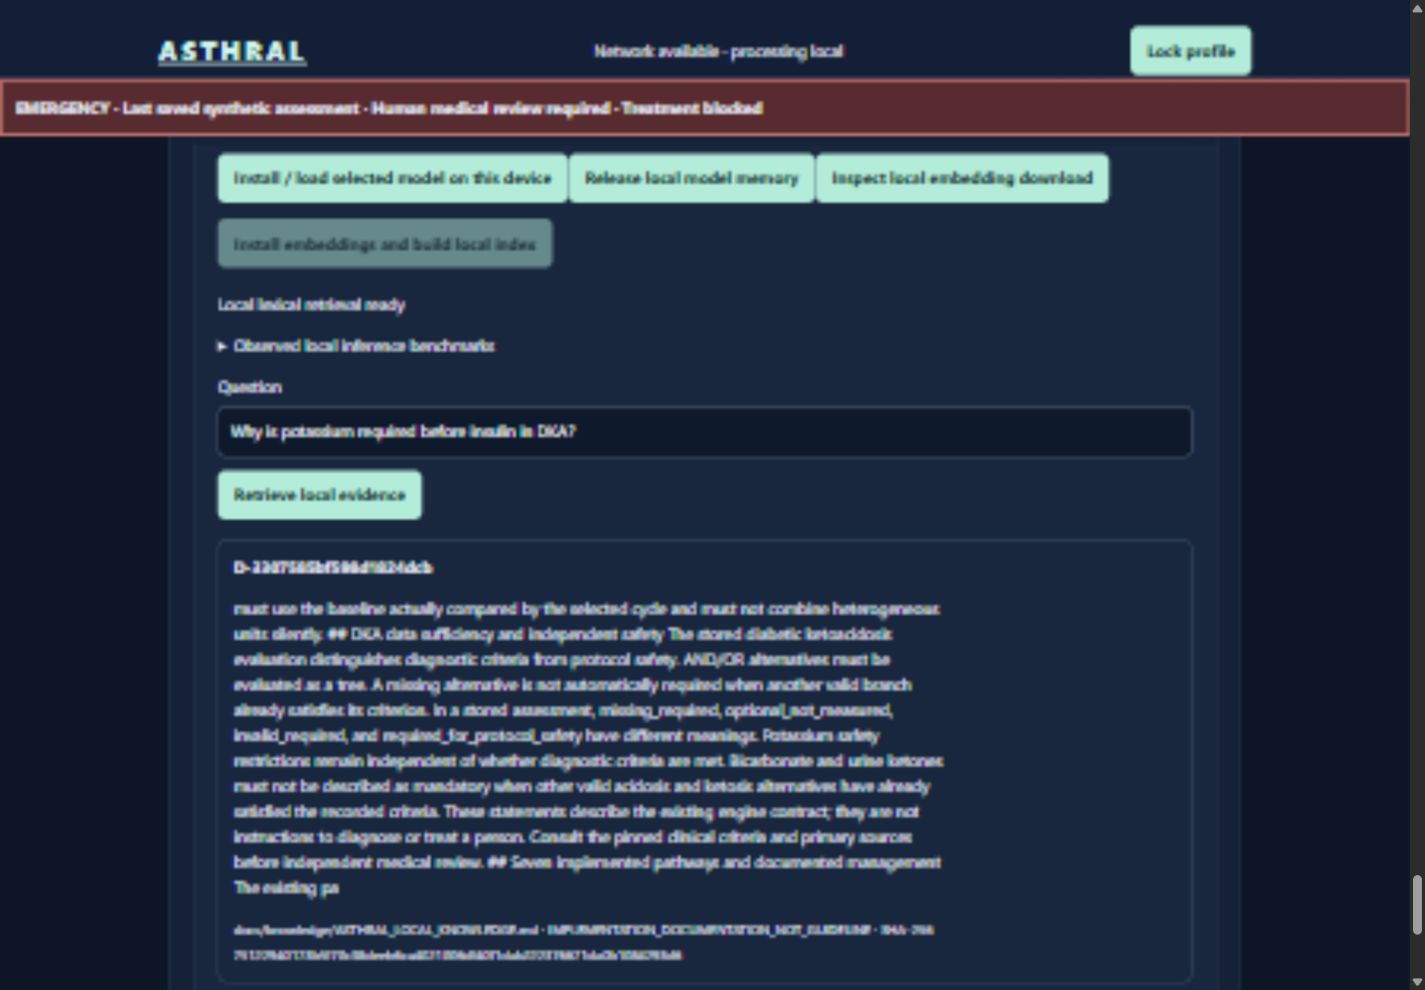 ASTHRAL
Network available - processing local
Lock profile
EMERGENCY - Last saved synthetic assessment - Human medical review required - Treatment blocked
Install / load selected model on this device
Release local model memory
Inspect local embedding download
Install embeddings and build local index
Local lexical retrieval ready
► Observed local inference benchmarks
Question
Why is potassium required before insulin in DKA?
Retrieve local evidence
must use the baseline actually compared by the selected cycle and must not combine heterogeneous
units silently. ## DKA data sufficiency and independent safety The stored diabetic ketoacidosis
evaluation distinguishes diagnostic criteria from protocol safety. AND/OR alternatives must be
evaluated as a tree. A missing alternative is not automatically required when another valid branch
already satisfies its criterion. In a stored assessment, missing_required, optional_not_measured,
invalid_required, and required_for_protocol_safety have different meanings. Potassium safety
restrictions remain independent of whether diagnostic criteria are met. Bicarbonate and urine ketones
must not be described as mandatory when other valid acidosis and ketosis alternatives have already
satisfied the recorded criteria. These statements describe the existing engine contract; they are not
instructions to diagnose or treat a person. Consult the pinned clinical criteria and primary sources
before independent medical review. ## Seven implemented pathways and documented management
The existing pa
docs/knowledge/ASTHRAL_LOCAL_KNOWLEDGE.md - IMPLEMENTATION_DOCUMENTATION_NOT_GUIDELINE - SHA-256